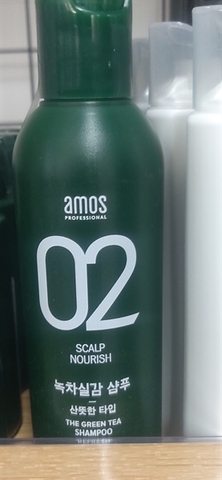 amos
PROFESSIONAL
02
SCALP
NOURISH
녹차실감 샴푸
산뜻한 타입
THE GREEN TEA
SHAMPOO